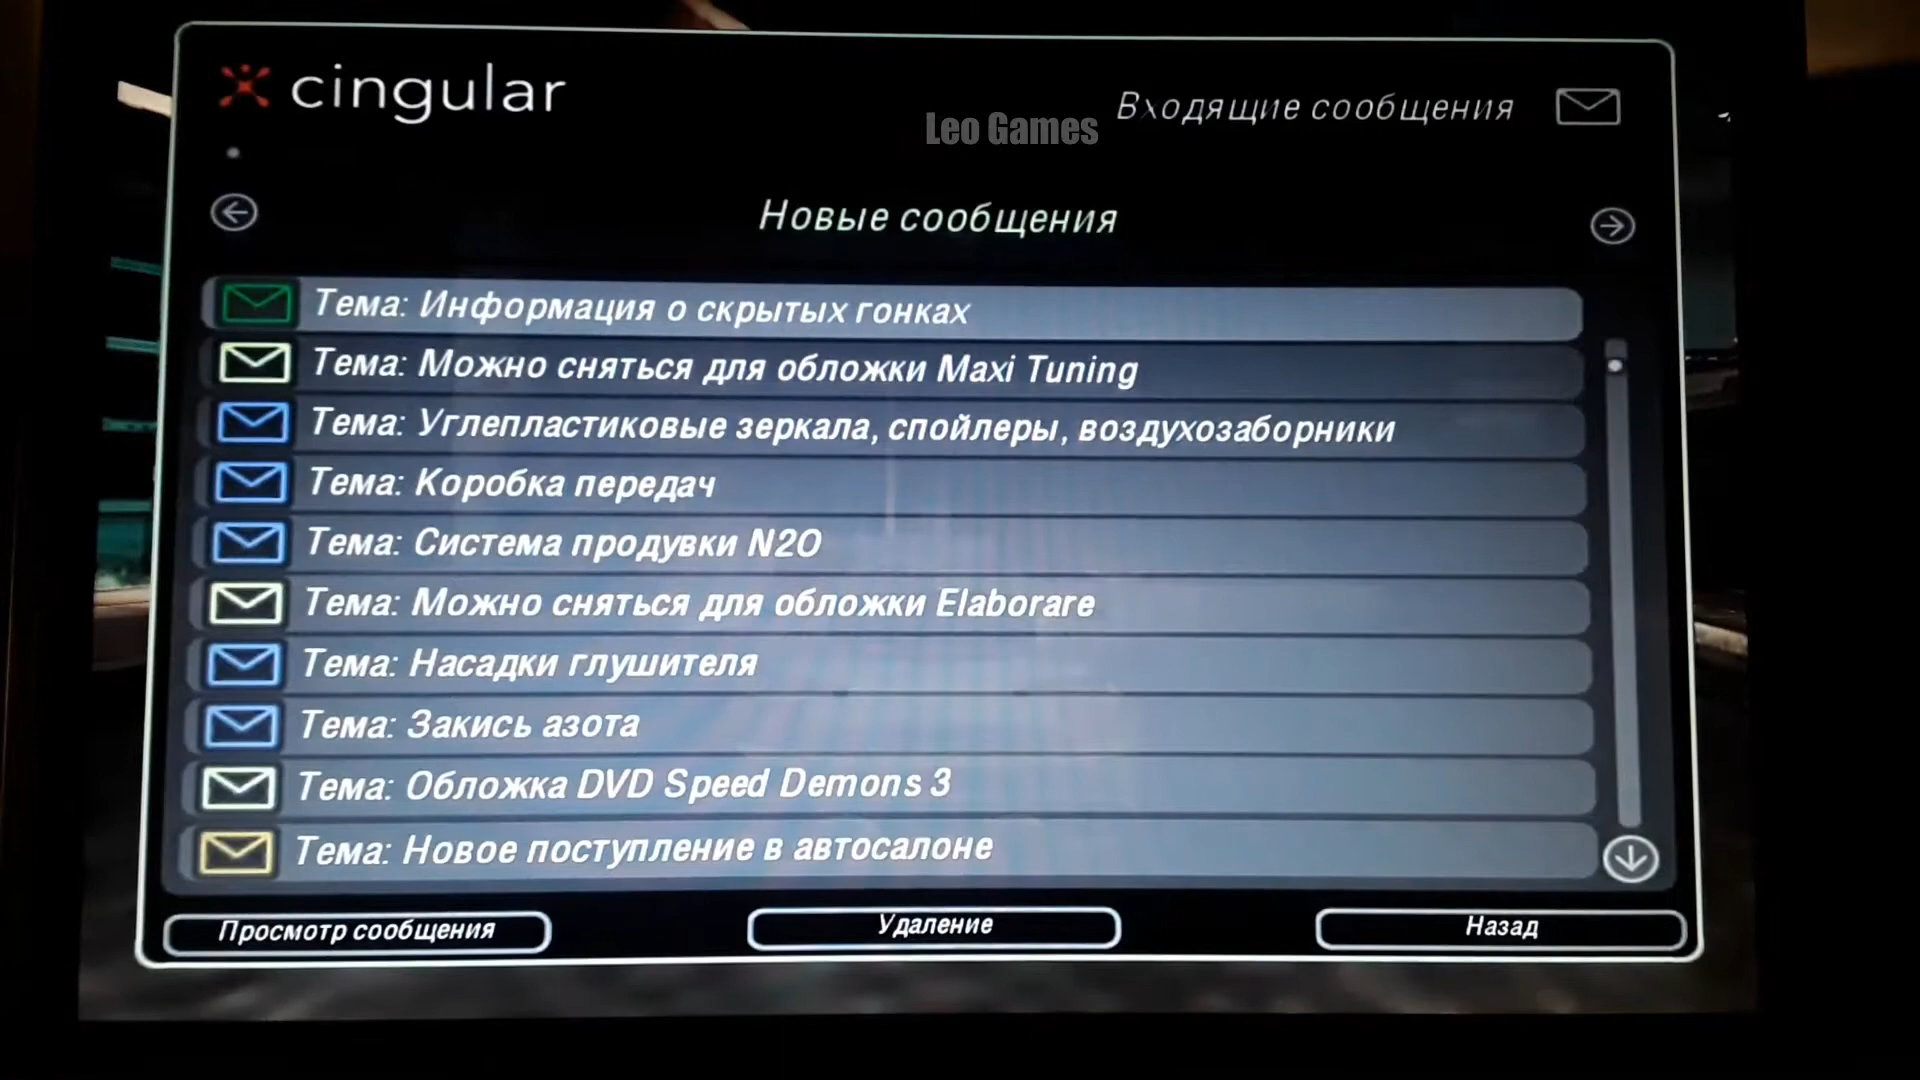 cingular
Входящие сообщения
Leo Games
Новые сообщения
Тема: Информация о скрытых гонках
Тема: Можно сняться для обложки Maxi Tuning
Тема: Углепластиковые зеркала, спойлеры, воздухозаборники
Тема: Коробка передач
Тема: Система продувки N2O
Тема: Можно сняться для обложки Elaborare
Тема: Насадки глушителя
Тема: Закись азота
Тема: Обложка DVD Speed Demons 3
Тема: Новое поступление в автосалоне
Просмотр сообщения
Удаление
Назад